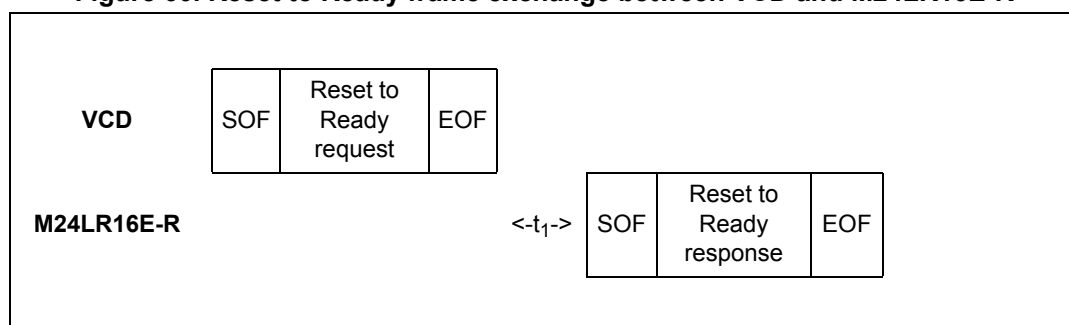 VCD
SOF
Reset to
Ready
request
EOF
M24LR16E-R
<-t1->
SOF
Reset to
Ready
response
EOF